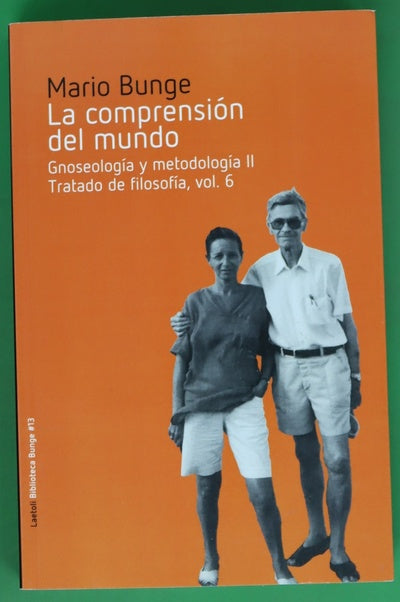 Mario Bunge
La comprensión
del mundo
Gnoseología y metodología II
Tratado de filosofía, vol. 6
Laetoli Biblioteca Bunge #13